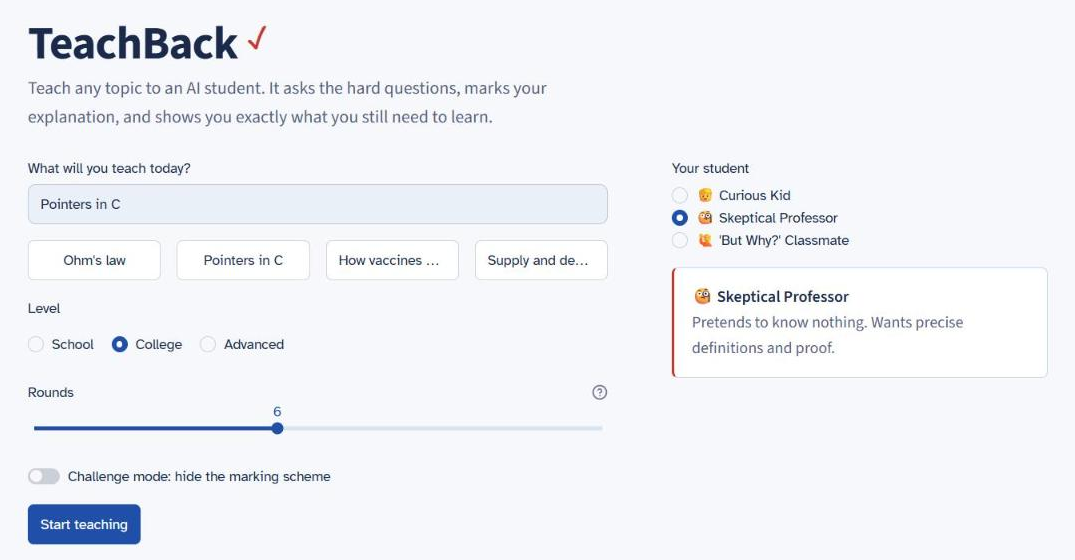 TeachBack
Teach any topic to an AI student. It asks the hard questions, marks your
explanation, and shows you exactly what you still need to learn.
What will you teach today?
Pointers in C
Ohm's law
Pointers in C
How vaccines ...
Supply and de...
Level
School
College
Advanced
Rounds
6
Challenge mode: hide the marking scheme
Start teaching
Your student
Curious Kid
Skeptical Professor
'But Why?' Classmate
Skeptical Professor
Pretends to know nothing. Wants precise
definitions and proof.